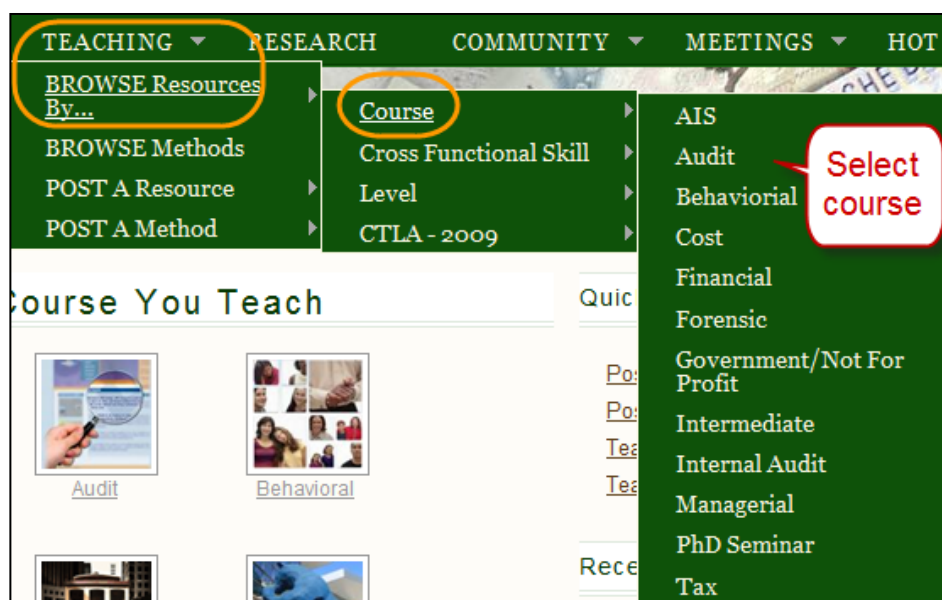 TEACHING RESEARCH COMMUNITY MEETINGS HOT
BROWSE Resources
By...
BROWSE Methods
POST A Resource
POST A Method
Course
Cross Functional Skill
Level
CTLA - 2009
AIS
Audit
Behaviorial
Cost
Financial
Forensic
Government/Not For
Profit
Intermediate
Internal Audit
Managerial
PhD Seminar
Tax
Select
course
ourse You Teach
Audit
Behavioral
Quic
Pos
Pos
Tea
Tea
Rece